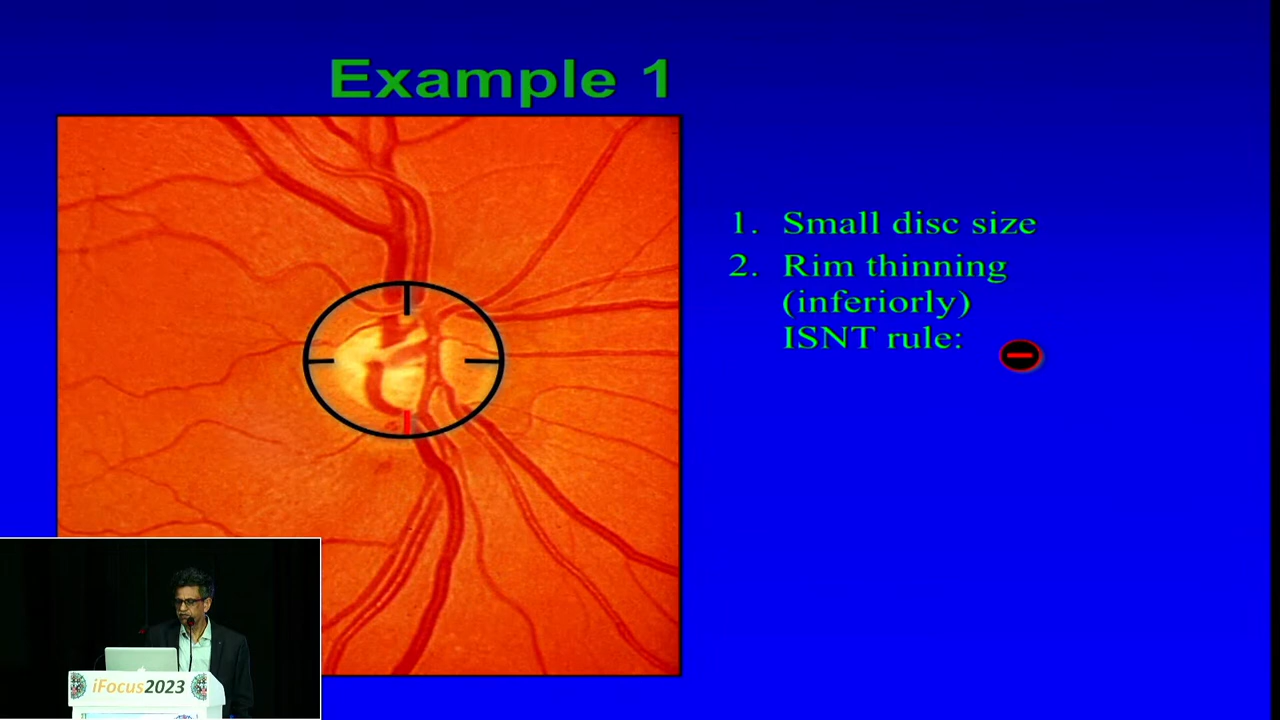 Example 1
1. Small disc size
2. Rim thinning
(inferiorly)
ISNT rule:
iFocus2023